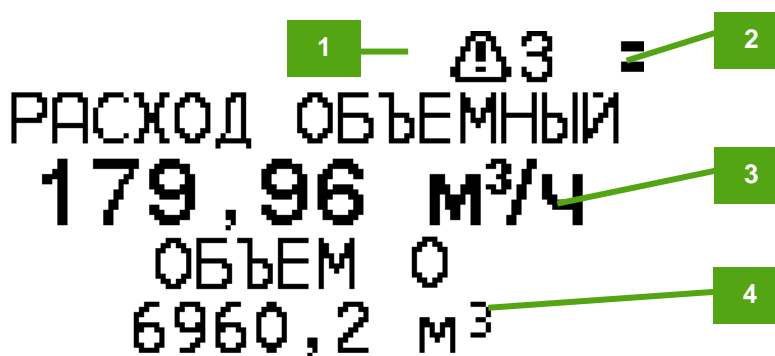 1 ⚠3 = 2
РАСХОД ОБЪЕМНЫЙ
179,96 м³/ч 3
ОБЪЕМ 0
6960,2 м³ 4